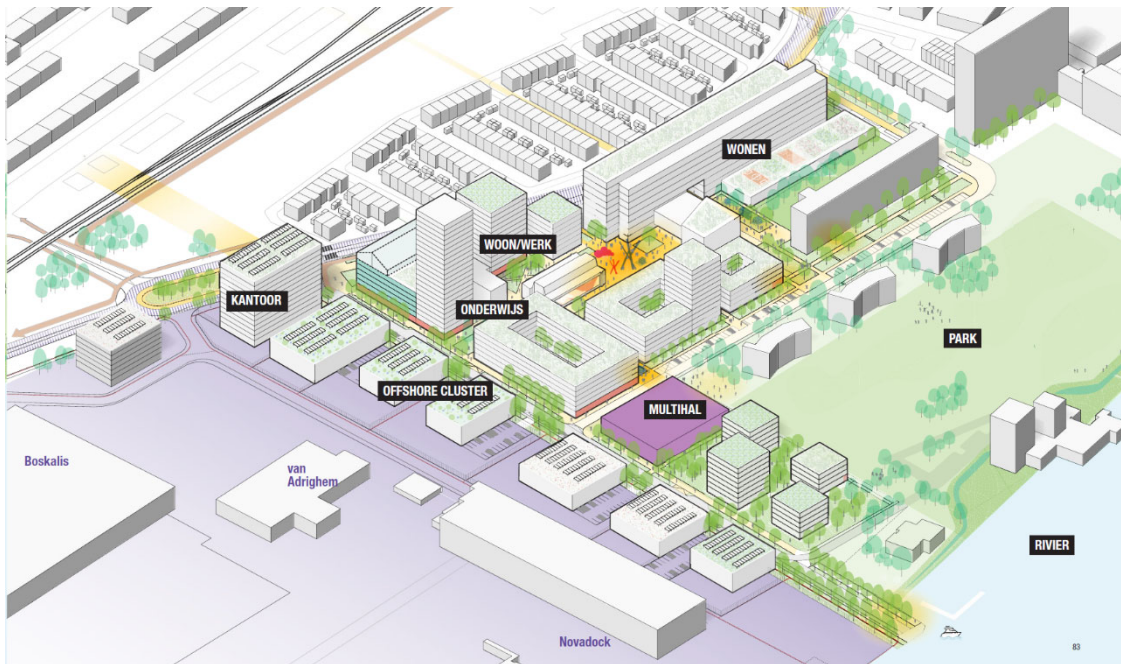 WONEN
WOON/WERK
KANTOOR
ONDERWIJS
PARK
OFFSHORE CLUSTER
MULTIHAL
Boskalis
van
Adrighem
RIVIER
Novadock
83